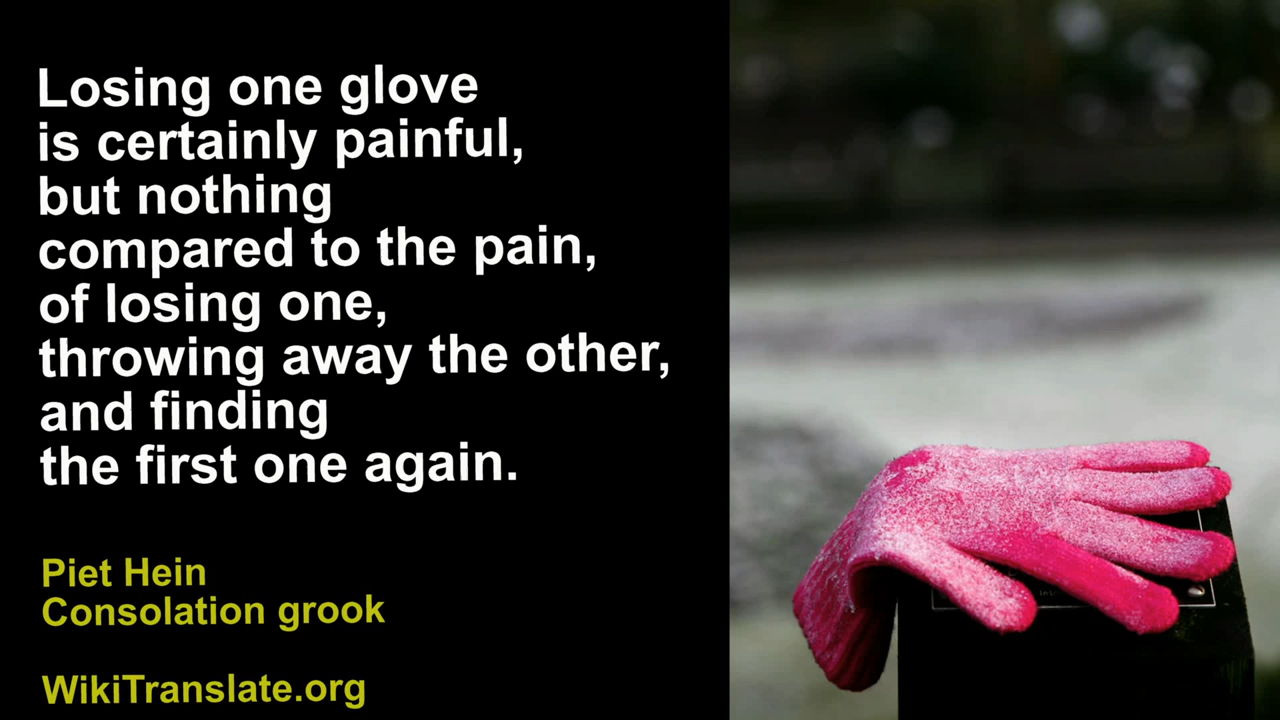 Losing one glove
is certainly painful,
but nothing
compared to the pain,
of losing one,
throwing away the other,
and finding
the first one again.
Piet Hein
Consolation grook
WikiTranslate.org